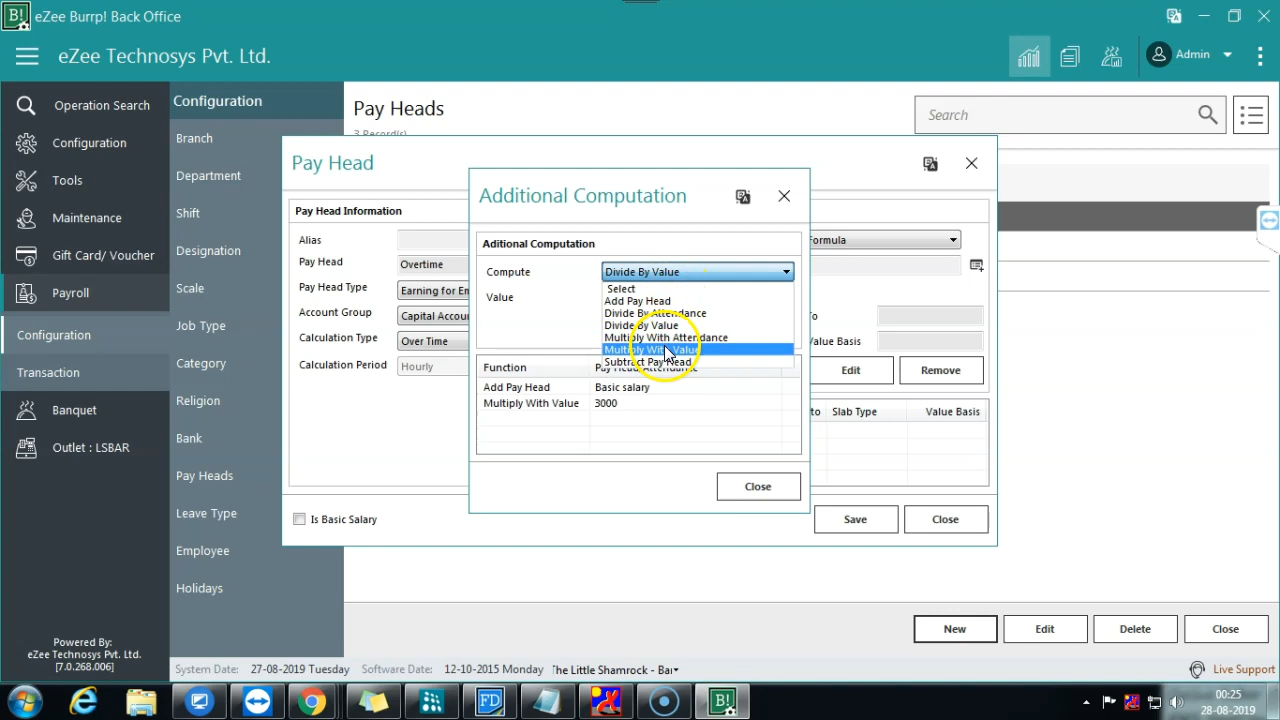 B! eZee Burrp! Back Office
eZee Technosys Pvt. Ltd.
Admin
Operation Search
Configuration
Tools
Maintenance
Gift Card/ Voucher
Payroll
Configuration
Transaction
Banquet
Outlet : LSBAR
Powered By:
eZee Technosys Pvt. Ltd.
[7.0.268.006]
Configuration
Branch
Department
Shift
Designation
Scale
Job Type
Category
Religion
Bank
Pay Heads
Leave Type
Employee
Holidays
Pay Heads
3 Record(s)
Search
Pay Head
Pay Head Information
Alias
Pay Head Overtime
Pay Head Type Earning for Em
Account Group Capital Accou
Calculation Type Over Time
Calculation Period Hourly
Formula
To
Value Basis
Edit Remove
to Slab Type Value Basis
Is Basic Salary
Save Close
Additional Computation
Aditional Computation
Compute Divide By Value
Value
Select
Add Pay Head
Divide By Attendance
Divide By Value
Multiply With Attendance
Multiply With Value
Subtract Pay Head
Function Pay Head/Attendance
Add Pay Head Basic salary
Multiply With Value 3000
Close
New Edit Delete Close
System Date: 27-08-2019 Tuesday Software Date: 12-10-2015 Monday The Little Shamrock - Bar
Live Support
FD
B!
00:25
28-08-2019